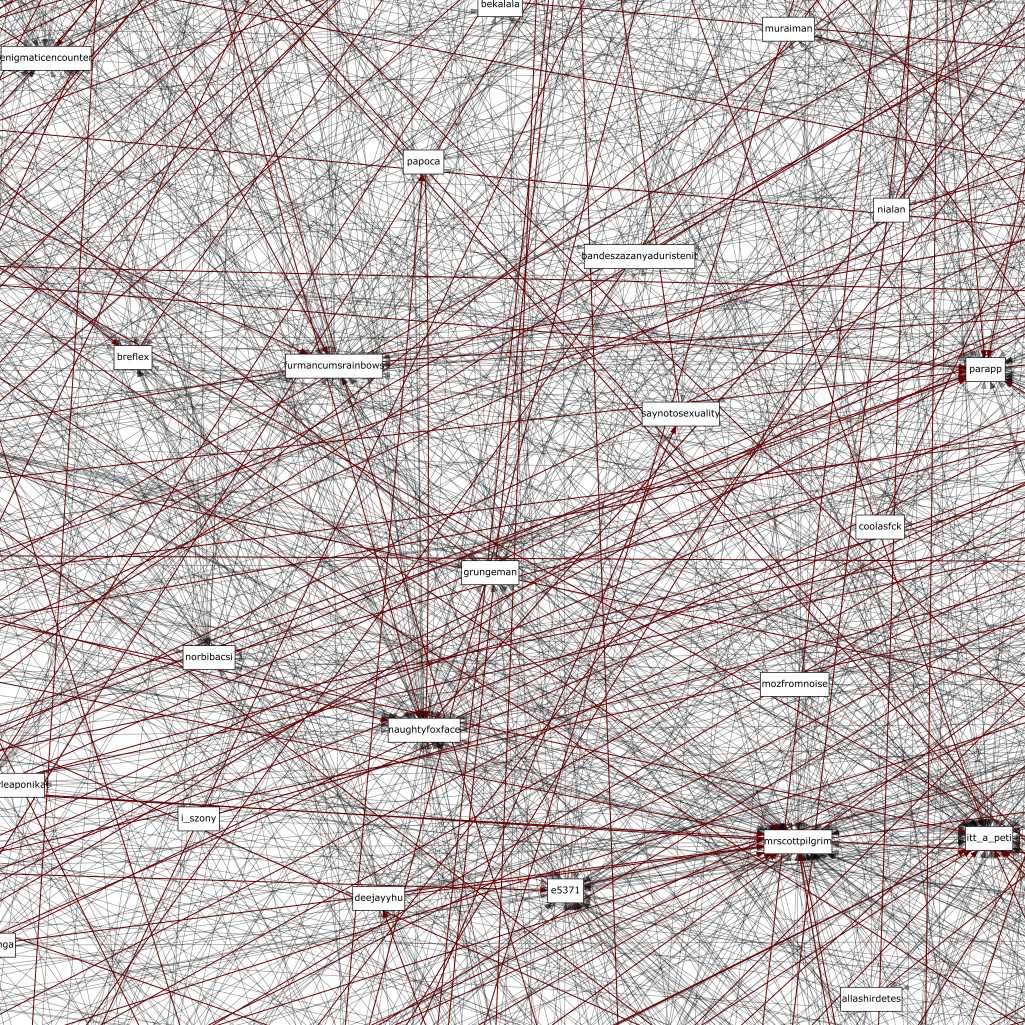 bekalala
muraiman
enigmaticencounter
papoca
nialan
bandeszazanyaduristenit
breflex
furmancumsrainbows
parapp
saynotosexuality
coolasfck
grungeman
norbibacsi
mozfromnoise
naughtyfoxface
leaponika
i_szony
mrscottpilgrim
itt_a_peti
e5371
deejayyhu
nga
allashirdetes